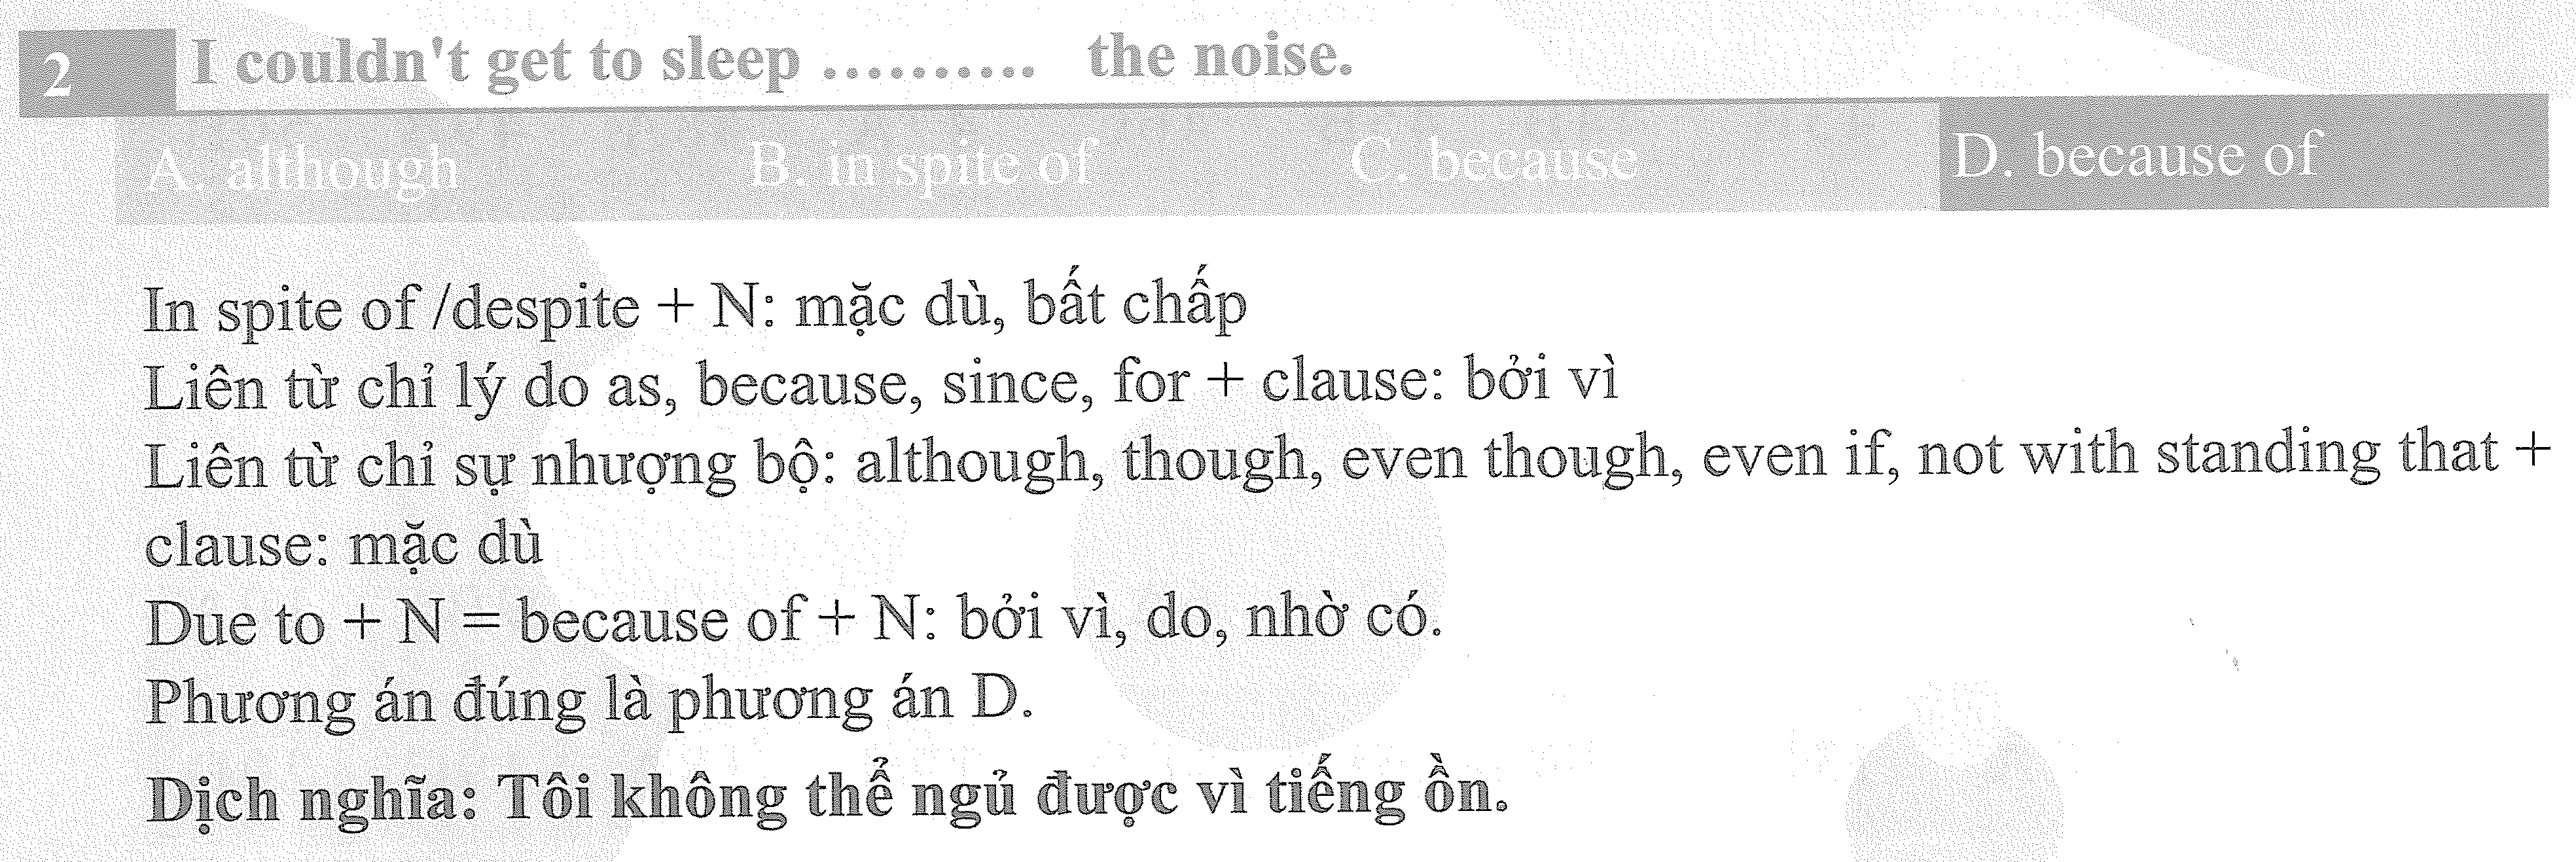 2 I couldn't get to sleep .......... the noise.
A. although B. in spite of C. because D. because of
In spite of /despite + N: mặc dù, bất chấp
Liên từ chỉ lý do as, because, since, for + clause: bởi vì
Liên từ chỉ sự nhượng bộ: although, though, even though, even if, not with standing that +
clause: mặc dù
Due to + N = because of + N: bởi vì, do, nhờ có.
Phương án đúng là phương án D.
Dịch nghĩa: Tôi không thể ngủ được vì tiếng ồn.